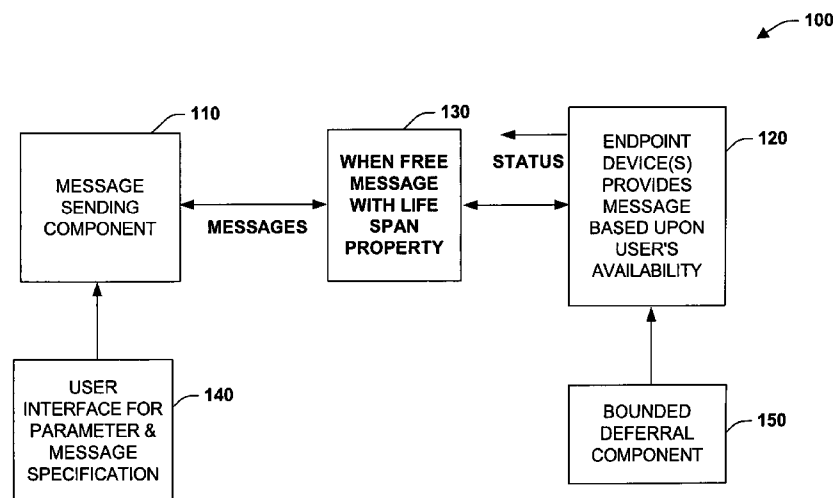 100
110
MESSAGE
SENDING
COMPONENT
MESSAGES
130
WHEN FREE
MESSAGE
WITH LIFE
SPAN
PROPERTY
STATUS
120
ENDPOINT
DEVICE(S)
PROVIDES
MESSAGE
BASED UPON
USER'S
AVAILABILITY
140
USER
INTERFACE FOR
PARAMETER &
MESSAGE
SPECIFICATION
150
BOUNDED
DEFERRAL
COMPONENT